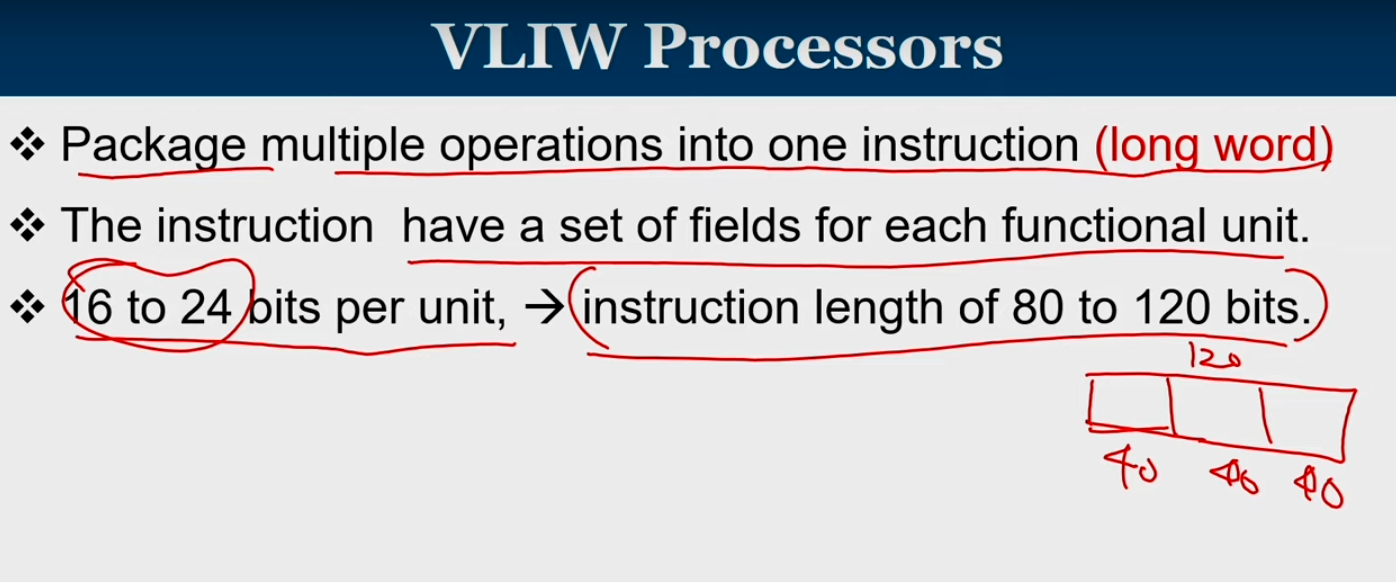 VLIW Processors
❖ Package multiple operations into one instruction (long word)
❖ The instruction have a set of fields for each functional unit.
❖ 16 to 24 bits per unit, → instruction length of 80 to 120 bits.
120
40 40 40